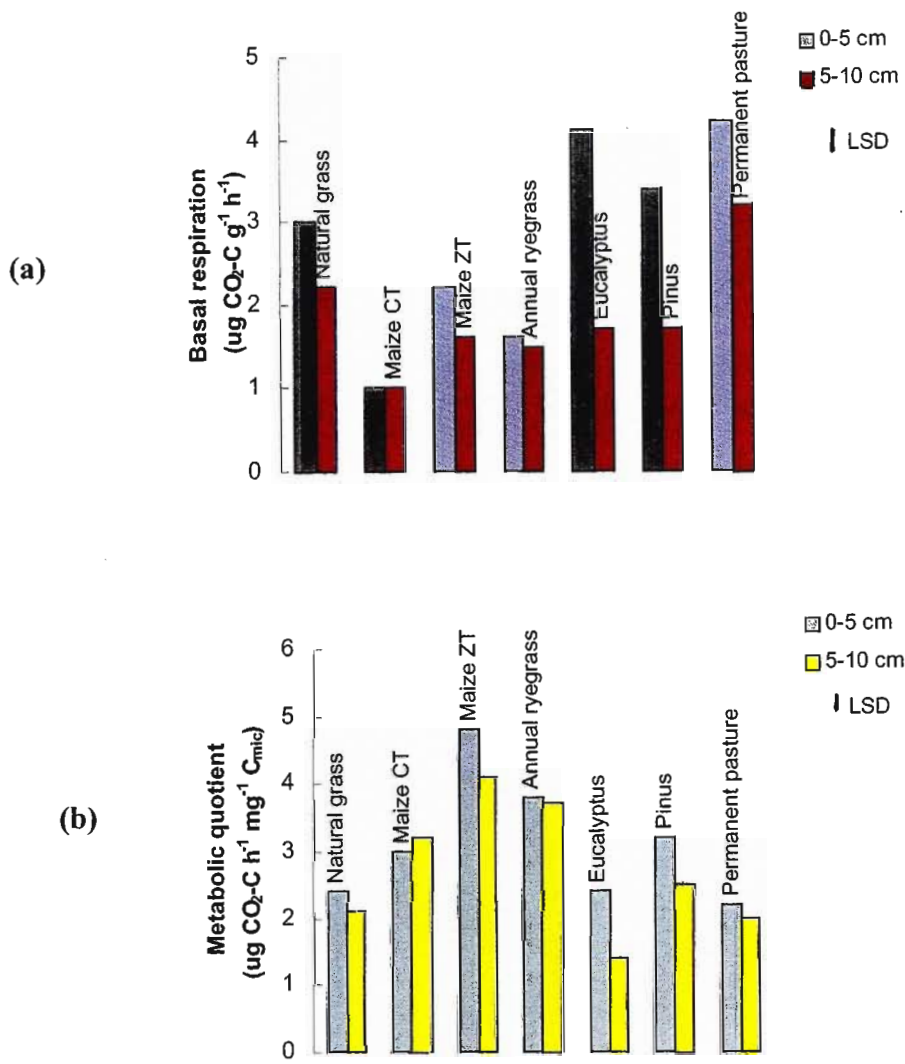 (a)
Basal respiration
(ug CO₂-C g⁻¹ h⁻¹)
5
4
3
2
1
0
Natural grass
Maize CT
Maize ZT
Annual ryegrass
Eucalyptus
Pinus
Permanent pasture
0-5 cm
5-10 cm
LSD
(b)
Metabolic quotient
(ug CO₂-C h⁻¹ mg⁻¹ Cₘᵢc)
6
5
4
3
2
1
0
Natural grass
Maize CT
Maize ZT
Annual ryegrass
Eucalyptus
Pinus
Permanent pasture
0-5 cm
5-10 cm
LSD